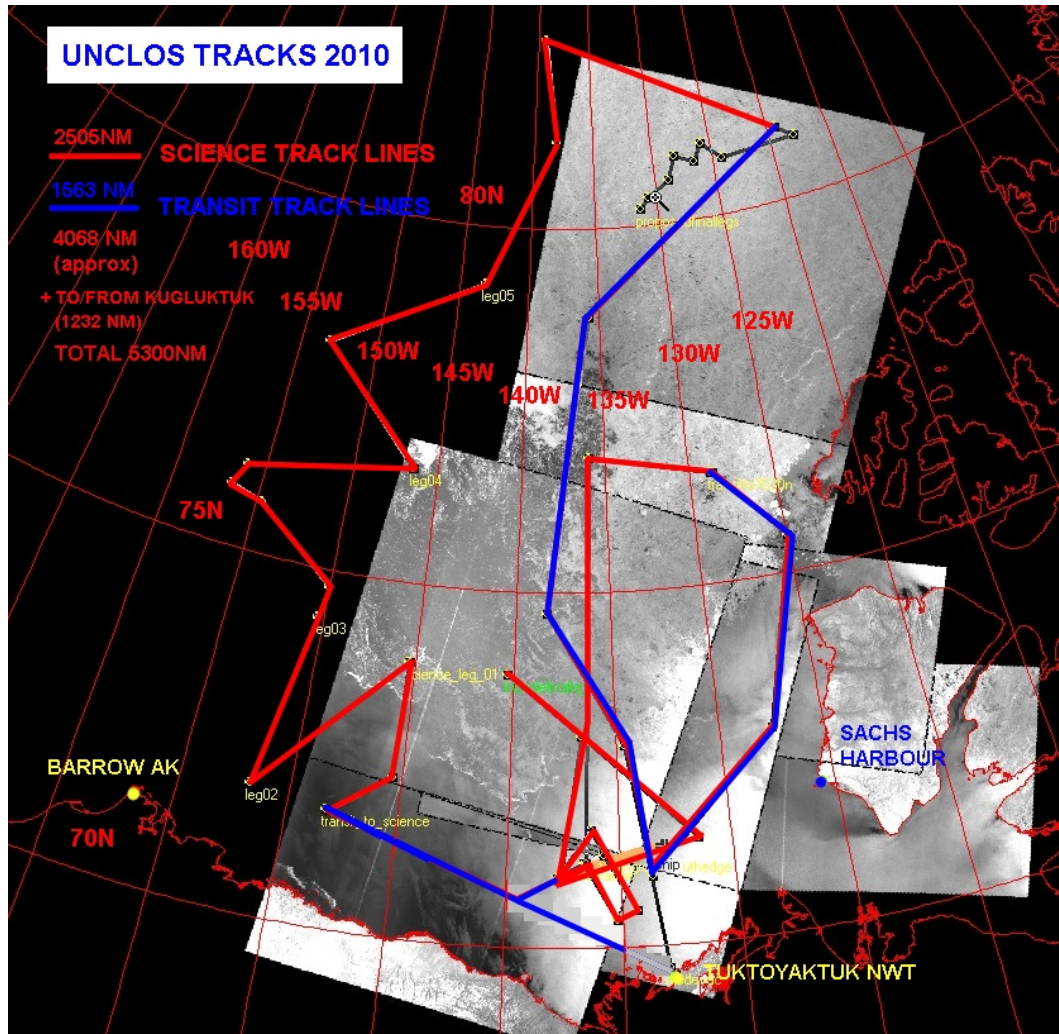 UNCLOS TRACKS 2010
2505NM
SCIENCE TRACK LINES
1563 NM
TRANSIT TRACK LINES
4068 NM
(approx)
+ TO/FROM KUGLUKTUK
(1232 NM)
TOTAL 5300NM
80N
160W
155W
150W
145W
140W
135W
130W
125W
leg05
leg04
75N
leg03
science_leg_01
SACHS
HARBOUR
BARROW AK
leg02
transit_to_science
70N
TUKTOYAKTUK NWT